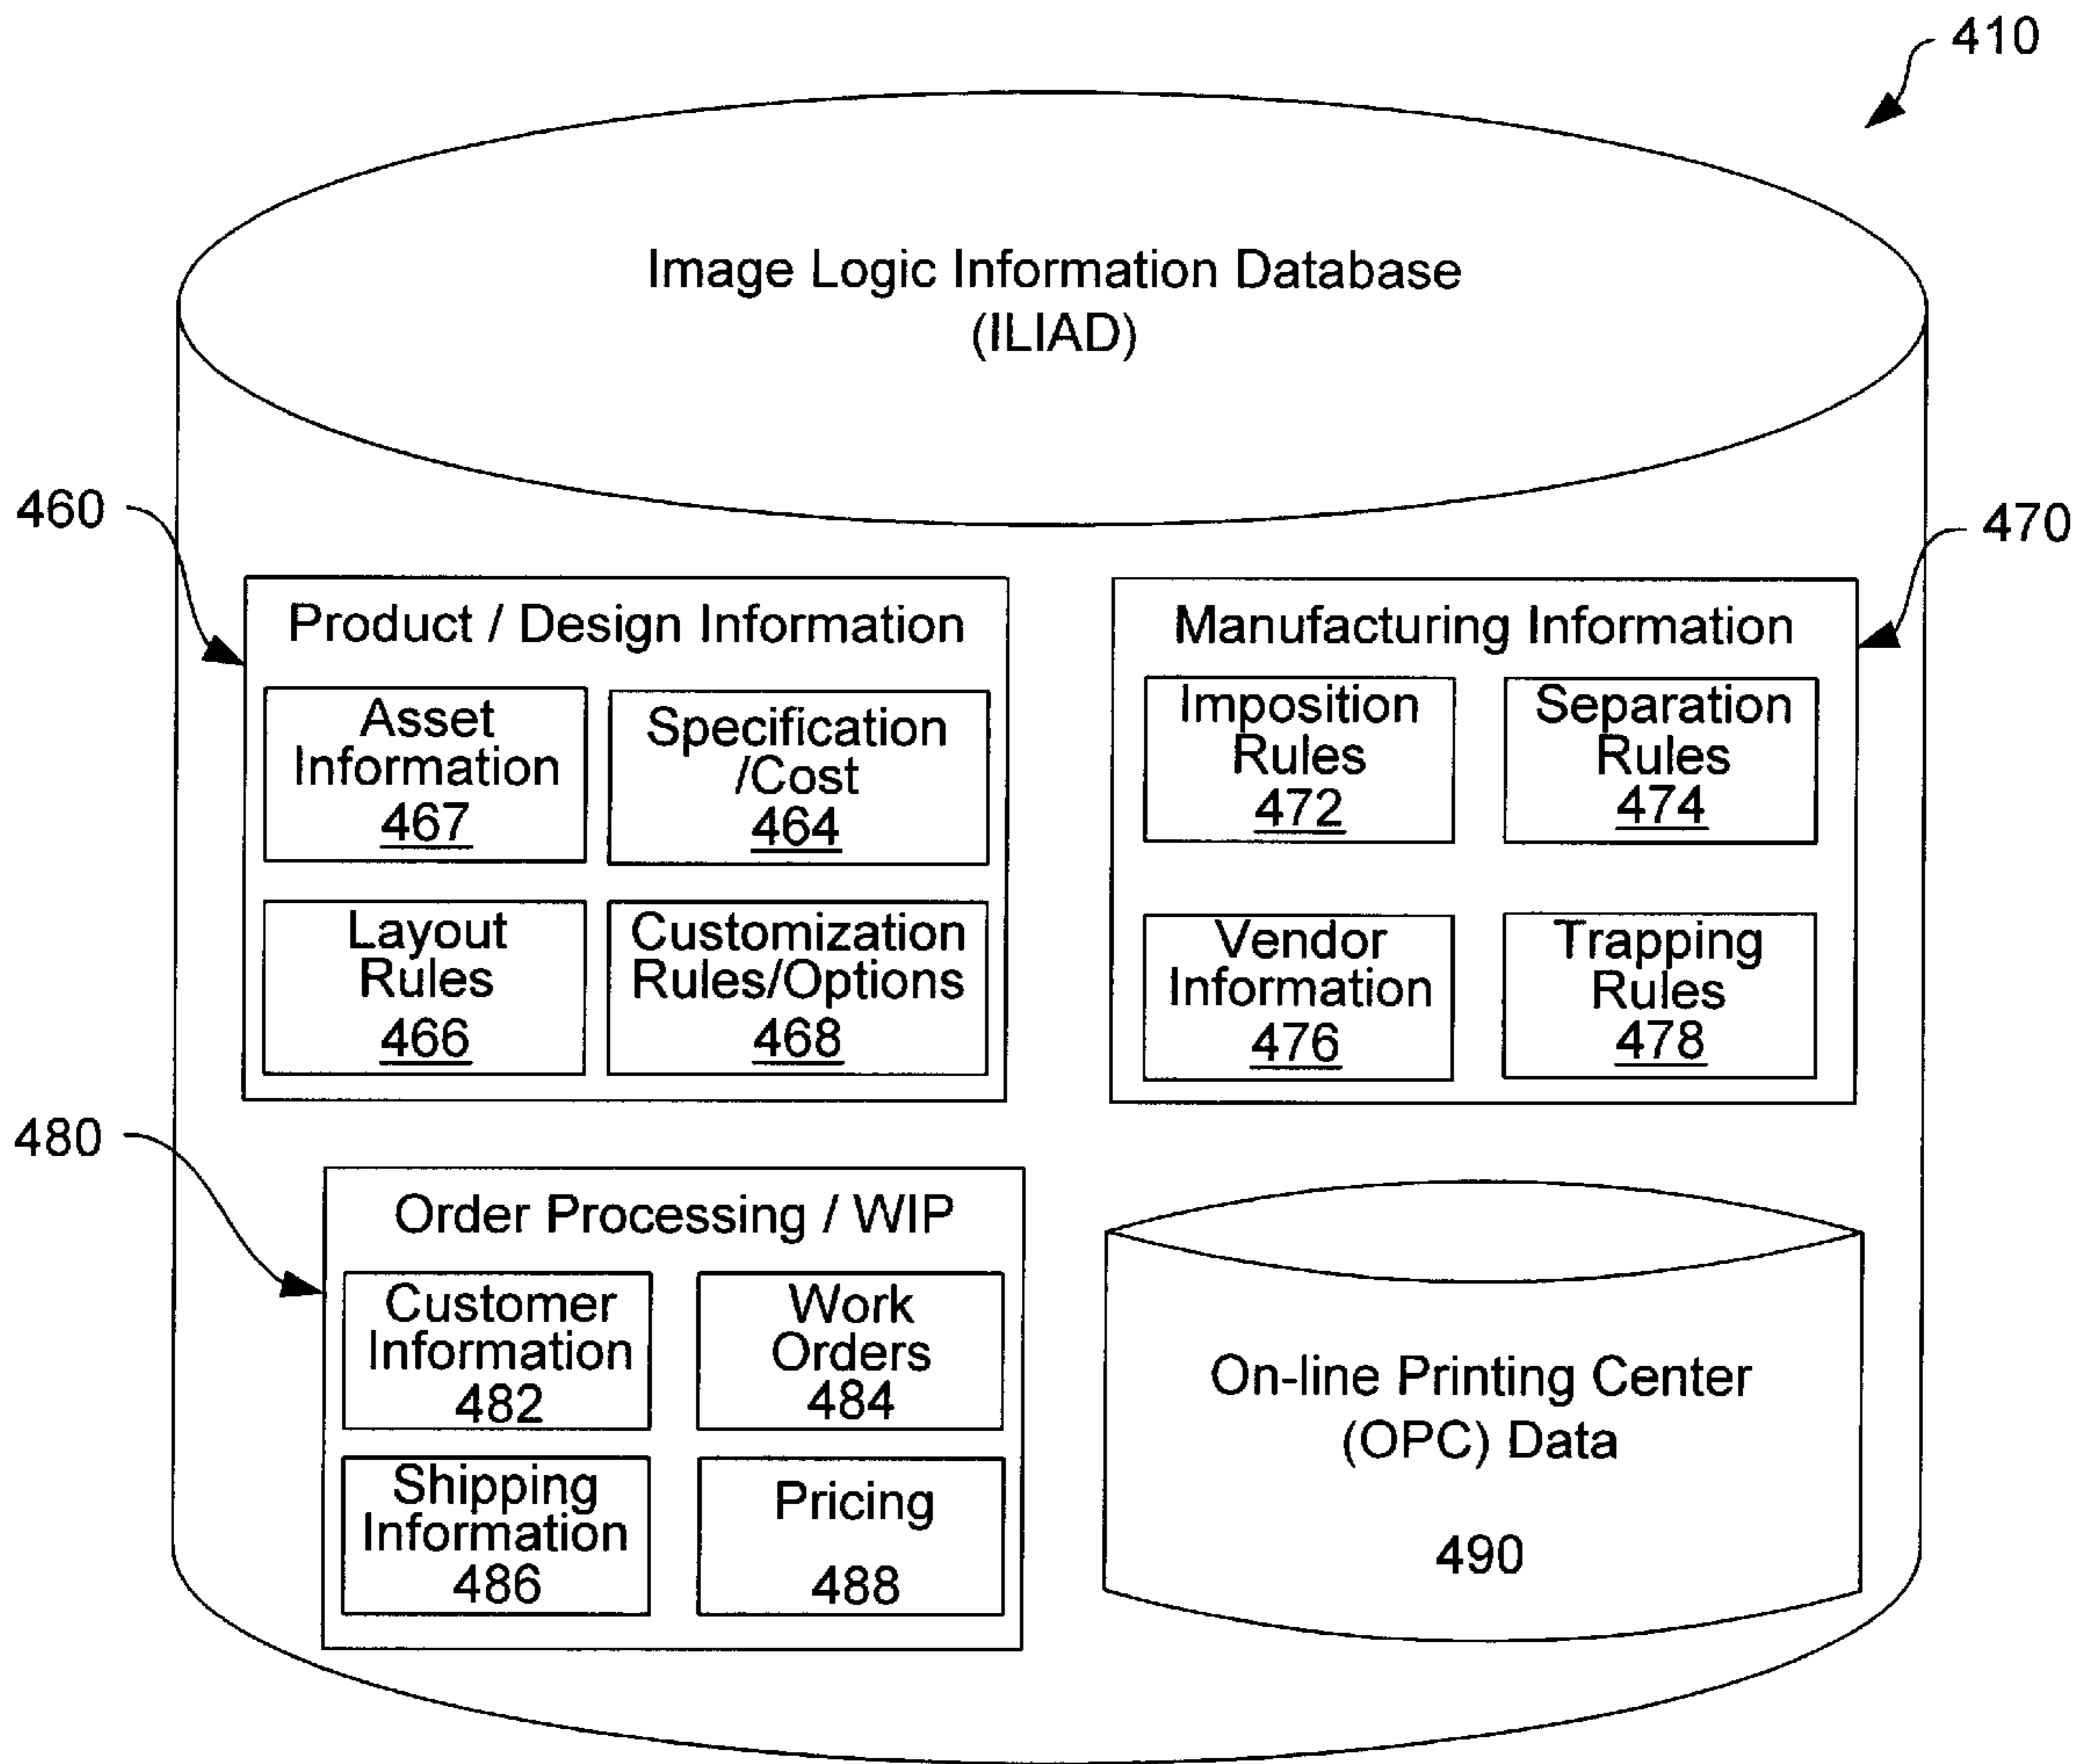 410
Image Logic Information Database
(ILIAD)
460
470
Product / Design Information
Asset
Information
467
Specification
/Cost
464
Layout
Rules
466
Customization
Rules/Options
468
Manufacturing Information
Imposition
Rules
472
Separation
Rules
474
Vendor
Information
476
Trapping
Rules
478
480
Order Processing / WIP
Customer
Information
482
Work
Orders
484
Shipping
Information
486
Pricing
488
On-line Printing Center
(OPC) Data
490